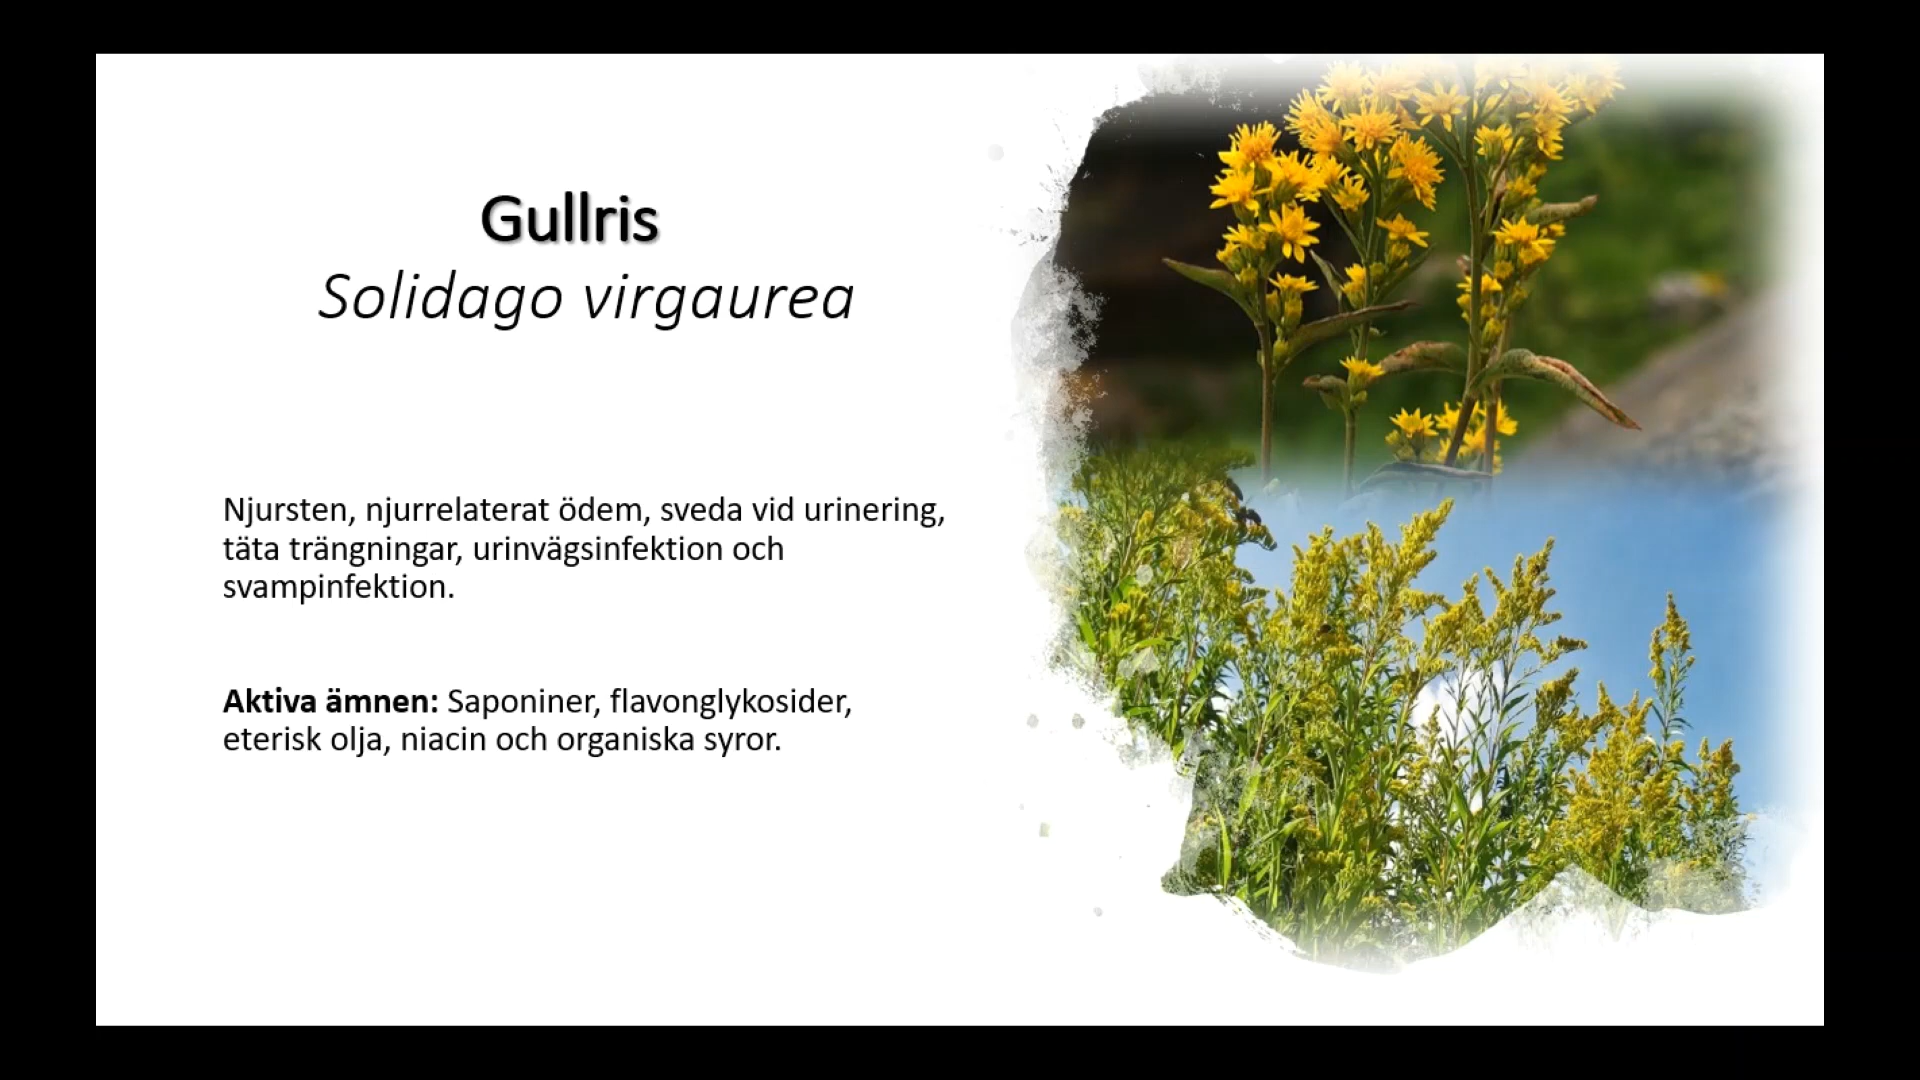 Gullris
Solidago virgaurea
Njursten, njurrelaterat ödem, sveda vid urinering,
täta trängningar, urinvägsinfektion och
svampinfektion.
Aktiva ämnen: Saponiner, flavonglykosider,
eterisk olja, niacin och organiska syror.